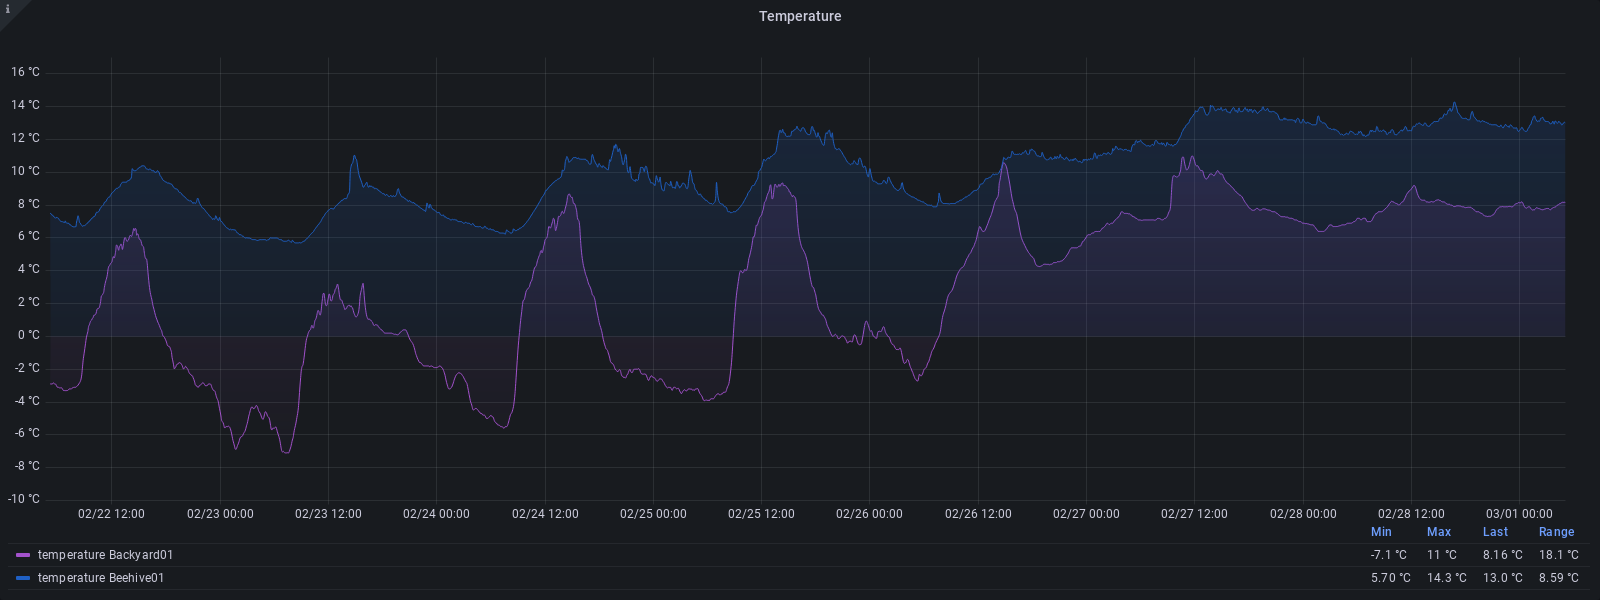 i
Temperature
16 °C
14 °C
12 °C
10 °C
8 °C
6 °C
4 °C
2 °C
0 °C
-2 °C
-4 °C
-6 °C
-8 °C
-10 °C
02/22 12:00 02/23 00:00 02/23 12:00 02/24 00:00 02/24 12:00 02/25 00:00 02/25 12:00 02/26 00:00 02/26 12:00 02/27 00:00 02/27 12:00 02/28 00:00 02/28 12:00 03/01 00:00
Min Max Last Range
temperature Backyard01 -7.1 °C 11 °C 8.16 °C 18.1 °C
temperature Beehive01 5.70 °C 14.3 °C 13.0 °C 8.59 °C